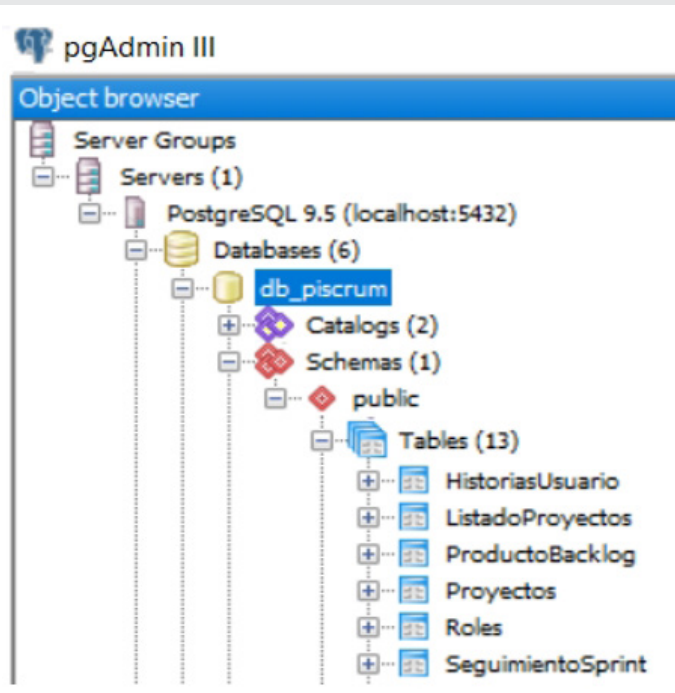 pgAdmin III
Object browser
Server Groups
Servers (1)
PostgreSQL 9.5 (localhost:5432)
Databases (6)
db_piscrum
Catalogs (2)
Schemas (1)
public
Tables (13)
HistoriasUsuario
ListadoProyectos
ProductoBacklog
Proyectos
Roles
SeguimientoSprint